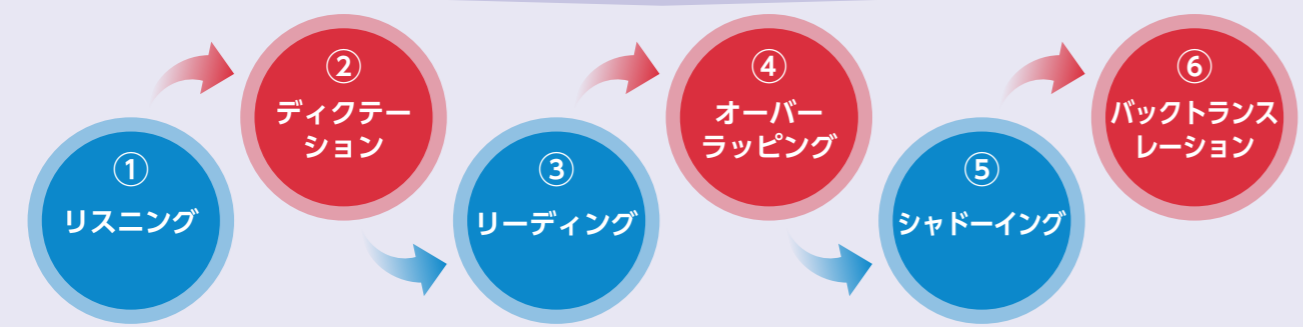 ①
リスニング
②
ディクテー
ション
③
リーディング
④
オーバー
ラッピング
⑤
シャドーイング
⑥
バックトランス
レーション